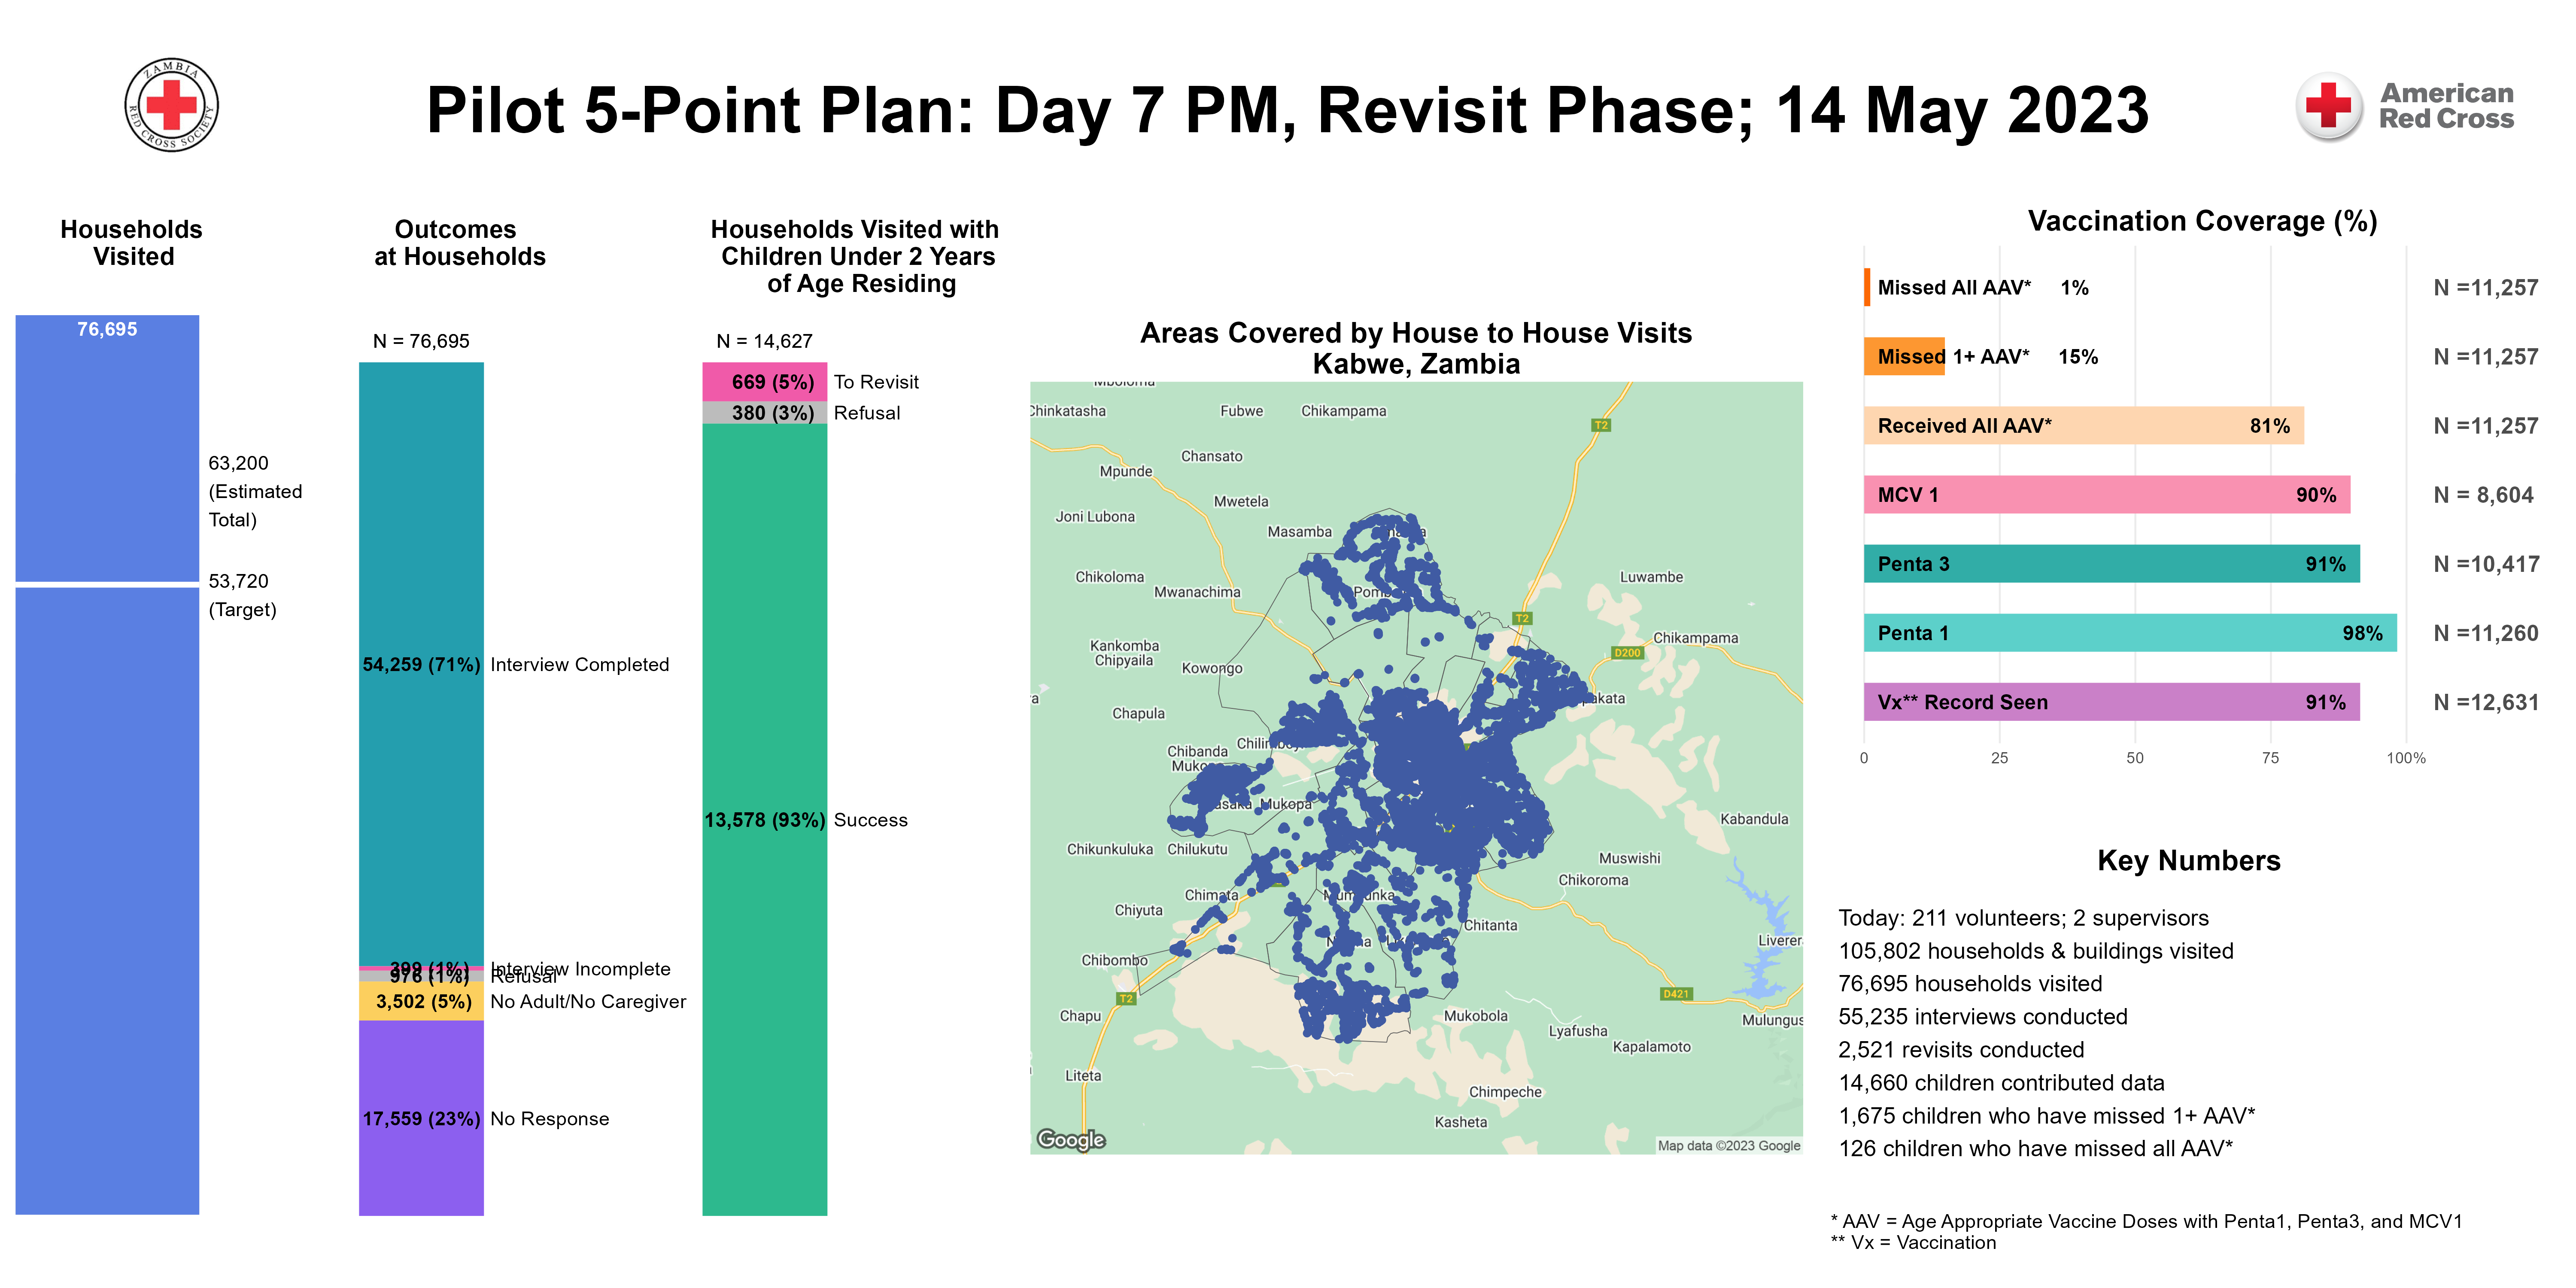 ZAMBIA
RED CROSS SOCIETY
Pilot 5-Point Plan: Day 7 PM, Revisit Phase; 14 May 2023
American
Red Cross
Households
Visited
76,695
63,200
(Estimated
Total)
53,720
(Target)
Outcomes
at Households
N = 76,695
54,259 (71%) Interview Completed
399 (1%) Interview Incomplete
976 (1%) Refusal
3,502 (5%) No Adult/No Caregiver
17,559 (23%) No Response
Households Visited with
Children Under 2 Years
of Age Residing
N = 14,627
669 (5%) To Revisit
380 (3%) Refusal
13,578 (93%) Success
Areas Covered by House to House Visits
Kabwe, Zambia
Chinkatasha
Fubwe
Chikampama
T2
Chansato
Mpunde
Mwetela
Joni Lubona
Masamba
Chikoloma
Mwanachima
Luwambe
T2
Chikampama
Kankomba
Chipyaila
D200
Kowongo
Chapula
Chibanda
Mukopa
Kabandula
Chikunkuluka
Chilukutu
Muswishi
Chikoroma
Chimata
Chiyuta
Chitanta
Chibombo
T2
D421
Chapu
Mukobola
Mulungus
Lyafusha
Kapalamoto
Liteta
Chimpeche
Kasheta
Google
Map data ©2023 Google
Vaccination Coverage (%)
Missed All AAV* 1% N =11,257
Missed 1+ AAV* 15% N =11,257
Received All AAV* 81% N =11,257
MCV 1 90% N = 8,604
Penta 3 91% N =10,417
Penta 1 98% N =11,260
Vx** Record Seen 91% N =12,631
0 25 50 75 100%
Key Numbers
Today: 211 volunteers; 2 supervisors
105,802 households & buildings visited
76,695 households visited
55,235 interviews conducted
2,521 revisits conducted
14,660 children contributed data
1,675 children who have missed 1+ AAV*
126 children who have missed all AAV*
* AAV = Age Appropriate Vaccine Doses with Penta1, Penta3, and MCV1
** Vx = Vaccination